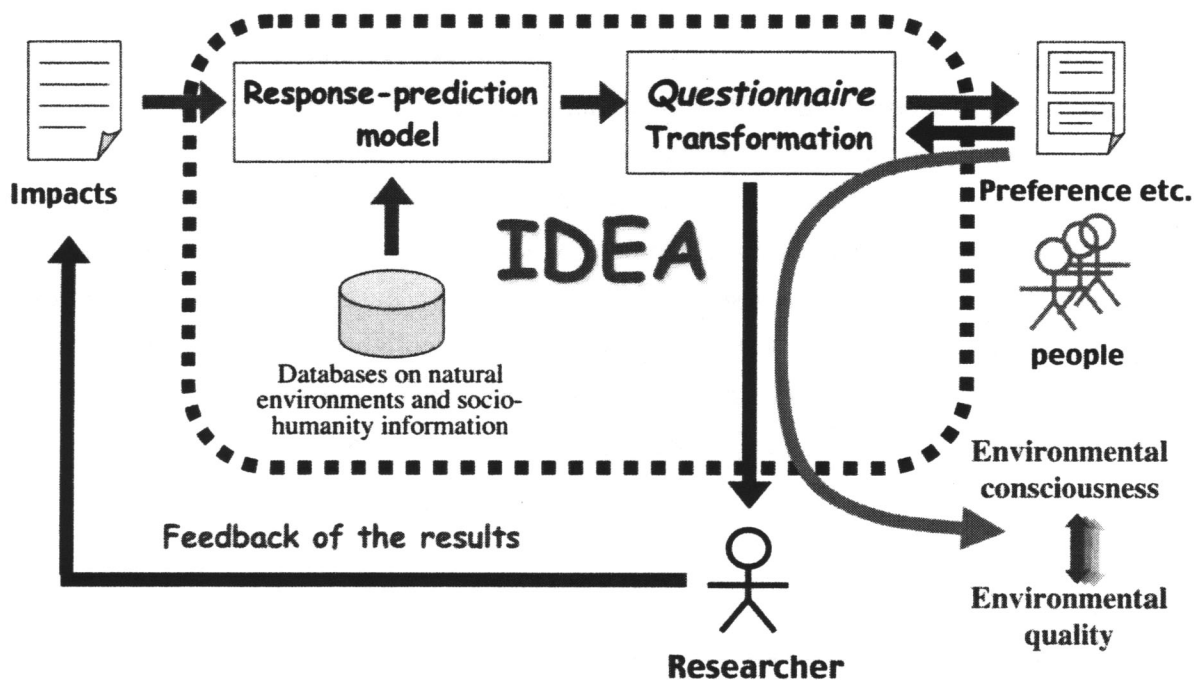 Response-prediction
model
Questionnaire
Transformation
Impacts
Preference etc.
IDEA
people
Databases on natural
environments and socio-
humanity information
Environmental
consciousness
Feedback of the results
Environmental
quality
Researcher